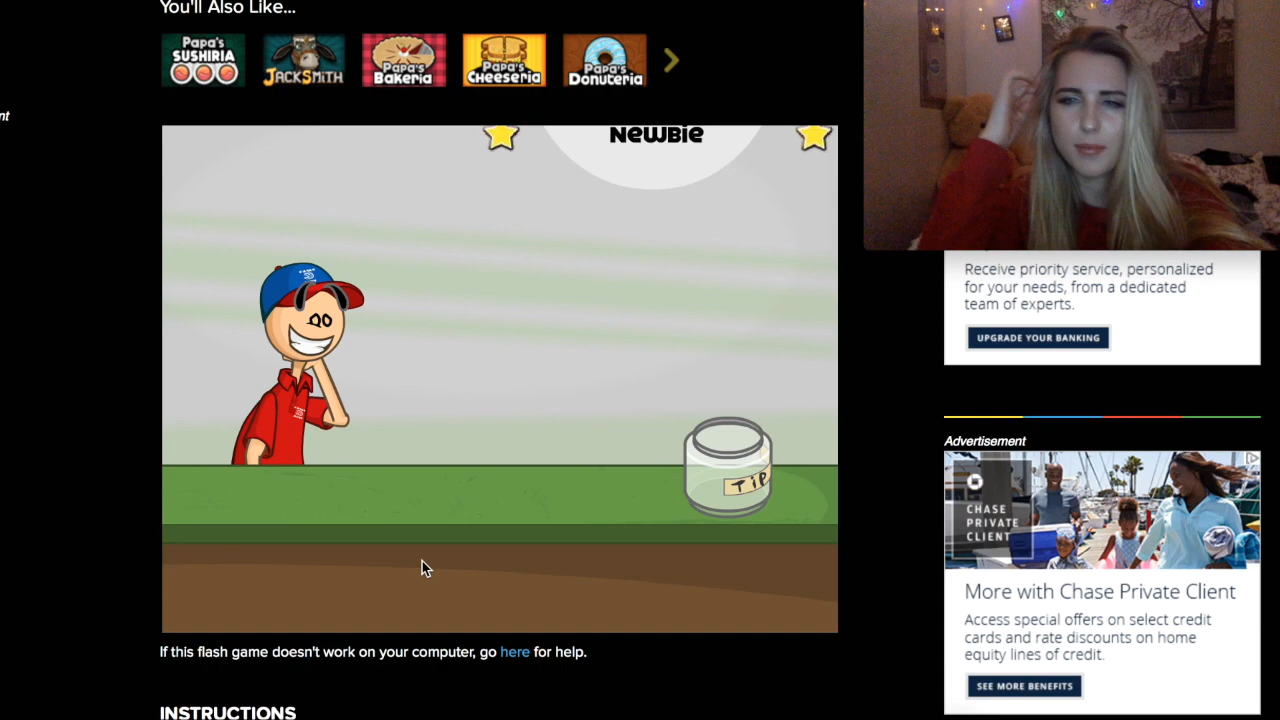 You'll Also Like...
Papa's
SUSHIRIA
JACKSMITH
Papa's
Bakeria
Papa's
Cheeseria
Papa's
Donuteria
nt
NEWBIE
TIP
Receive priority service, personalized
for your needs, from a dedicated
team of experts.
UPGRADE YOUR BANKING
Advertisement
CHASE
PRIVATE
CLIENT
More with Chase Private Client
Access special offers on select credit
cards and rate discounts on home
equity lines of credit.
SEE MORE BENEFITS
If this flash game doesn't work on your computer, go here for help.
INSTRUCTIONS